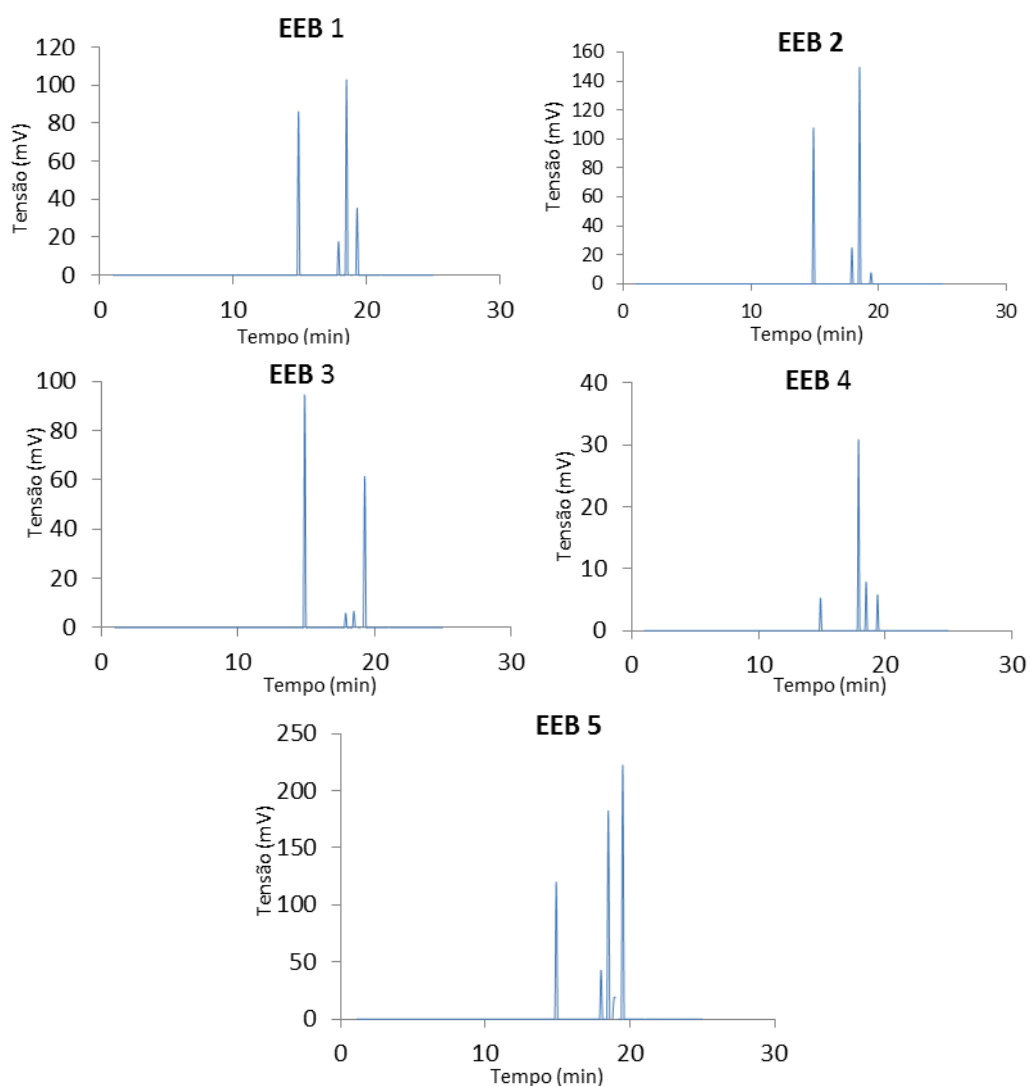 EEB 1
120
100
80
60
40
20
0
Tensão (mV)
0 10 20 30
Tempo (min)
EEB 2
160
140
120
100
80
60
40
20
0
Tensão (mV)
0 10 20 30
Tempo (min)
EEB 3
100
80
60
40
20
0
Tensão (mV)
0 10 20 30
Tempo (min)
EEB 4
40
30
20
10
0
Tensão (mV)
0 10 20 30
Tempo (min)
EEB 5
250
200
150
100
50
0
Tensão (mV)
0 10 20 30
Tempo (min)